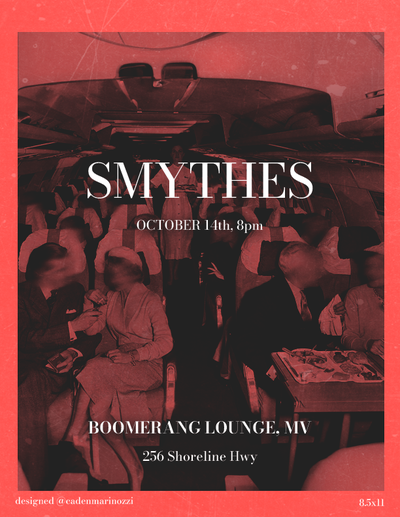 SMYTHES
OCTOBER 14th, 8pm
BOOMERANG LOUNGE, MV
256 Shoreline Hwy
designed @cadenmarinozzi
8.5x11